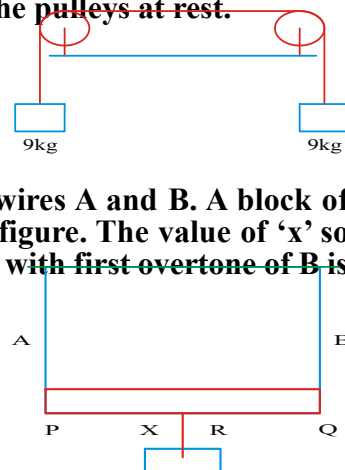 he pulleys at rest.
9kg 9kg
wires A and B. A block of
figure. The value of ‘x’ so
with first overtone of B is
A B
P X R Q